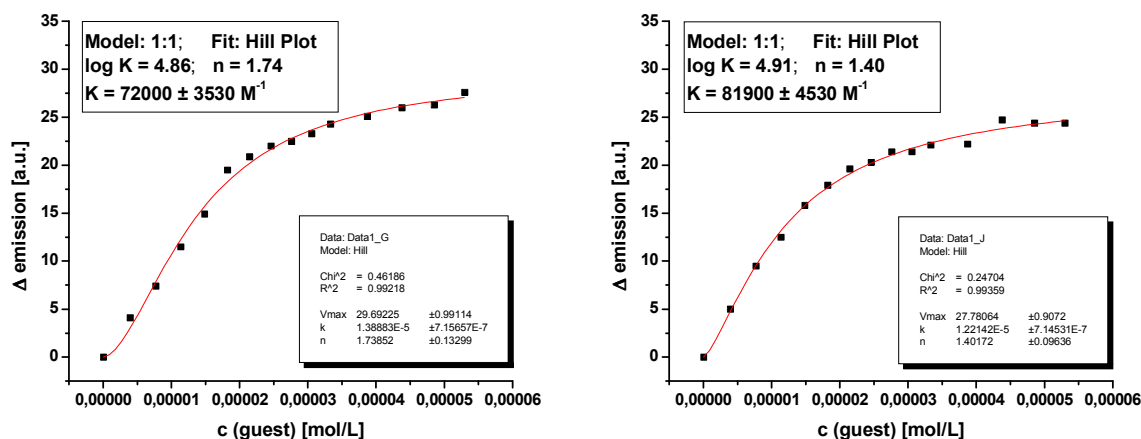 Model: 1:1; Fit: Hill Plot
log K = 4.86; n = 1.74
K = 72000 ± 3530 M⁻¹
Δ emission [a.u.]
35
30
25
20
15
10
5
0
Data: Data1_G
Model: Hill
Chi^2 = 0.46186
R^2 = 0.99218
Vmax 29.69225 ±0.99114
k 1.38883E-5 ±7.15657E-7
n 1.73852 ±0.13299
0,00000 0,00001 0,00002 0,00003 0,00004 0,00005 0,00006
c (guest) [mol/L]
Model: 1:1; Fit: Hill Plot
log K = 4.91; n = 1.40
K = 81900 ± 4530 M⁻¹
Δ emission [a.u.]
35
30
25
20
15
10
5
0
Data: Data1_J
Model: Hill
Chi^2 = 0.24704
R^2 = 0.99359
Vmax 27.78064 ±0.9072
k 1.22142E-5 ±7.14531E-7
n 1.40172 ±0.09636
0,00000 0,00001 0,00002 0,00003 0,00004 0,00005 0,00006
c (guest) [mol/L]